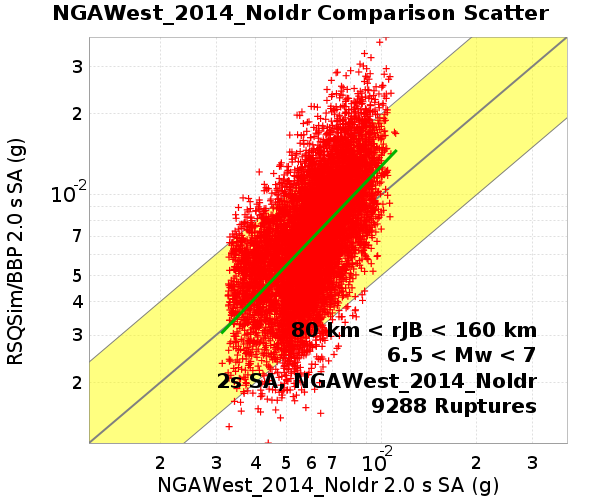 NGAWest_2014_NoIdr Comparison Scatter
RSQSim/BBP 2.0 s SA (g)
3
2
10-2
7
5
4
3
2
80 km < rJB < 160 km
6.5 < Mw < 7
2s SA, NGAWest_2014_NoIdr
9288 Ruptures
2 3 4 5 6 7 10-2 2 3
NGAWest_2014_NoIdr 2.0 s SA (g)